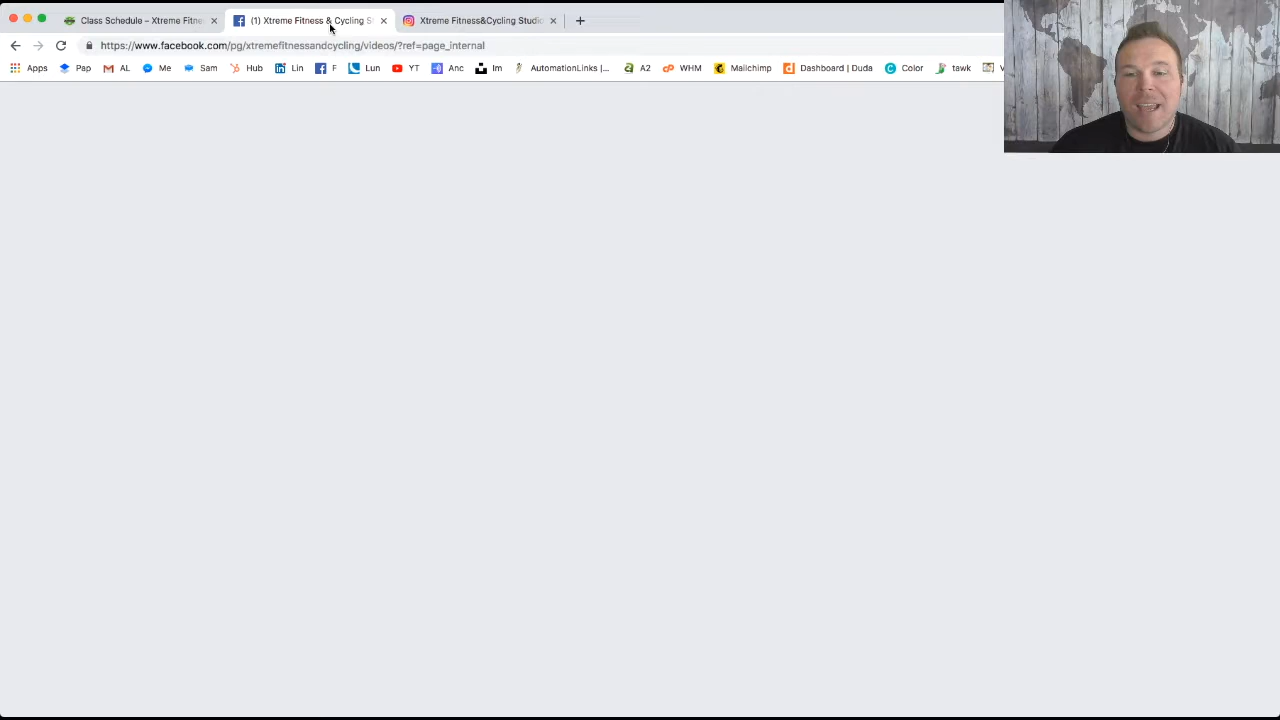 Class Schedule – Xtreme Fitne
(1) Xtreme Fitness & Cycling S
Xtreme Fitness&Cycling Studio
https://www.facebook.com/pg/xtremefitnessandcycling/videos/?ref=page_internal
Apps Pap AL Me Sam Hub Lin F Lun YT Anc Im AutomationLinks |... A2 WHM Mailchimp Dashboard | Duda Color tawk